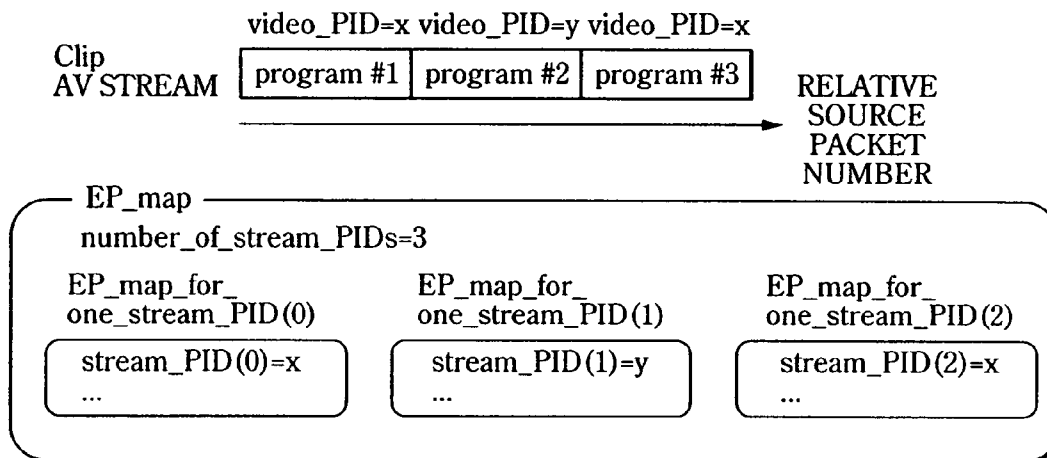 video_PID=x video_PID=y video_PID=x
Clip
AV STREAM
program #1 program #2 program #3
RELATIVE
SOURCE
PACKET
NUMBER
EP_map
number_of_stream_PIDs=3
EP_map_for_
one_stream_PID(0)
stream_PID(0)=x
...
EP_map_for_
one_stream_PID(1)
stream_PID(1)=y
...
EP_map_for_
one_stream_PID(2)
stream_PID(2)=x
...